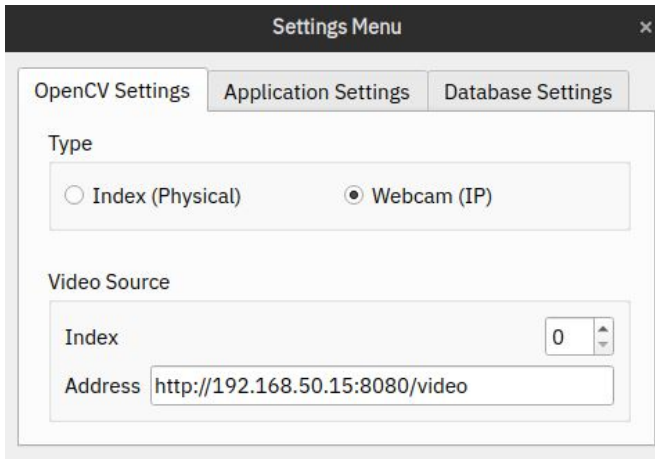 Settings Menu ×
OpenCV Settings Application Settings Database Settings
Type
Index (Physical) Webcam (IP)
Video Source
Index 0
Address http://192.168.50.15:8080/video